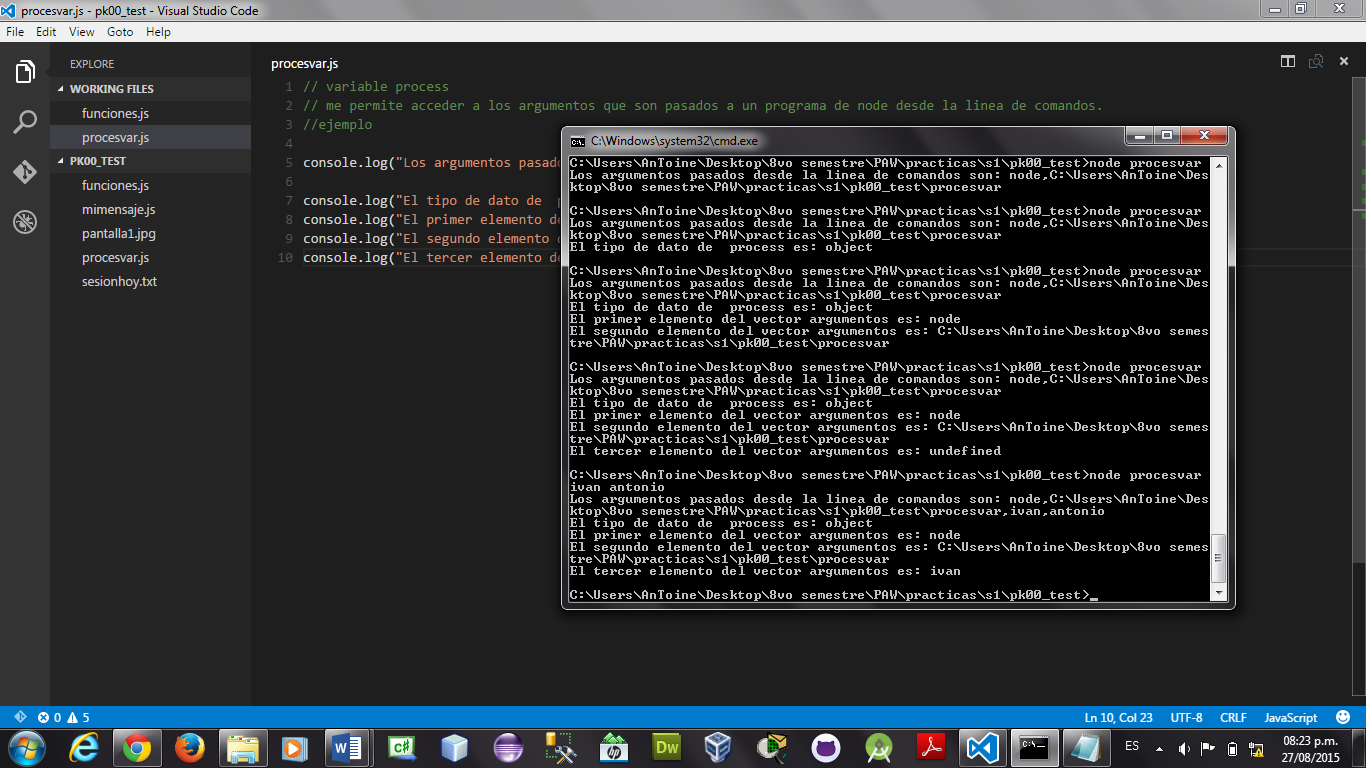 procesvar.js - pk00_test - Visual Studio Code
File Edit View Goto Help
EXPLORE
WORKING FILES
funciones.js
procesvar.js
PK00_TEST
funciones.js
mimensaje.js
pantalla1.jpg
procesvar.js
sesionhoy.txt
procesvar.js
1 // variable process
2 // me permite acceder a los argumentos que son pasados a un programa de node desde la linea de comandos.
3 //ejemplo
4
5 console.log("Los argumentos pasado
6
7 console.log("El tipo de dato de  p
8 console.log("El primer elemento de
9 console.log("El segundo elemento d
10 console.log("El tercer elemento de
C:\Windows\system32\cmd.exe
C:\Users\AnToine\Desktop\8vo semestre\PAW\practicas\s1\pk00_test>node procesvar
Los argumentos pasados desde la linea de comandos son: node,C:\Users\AnToine\Des
ktop\8vo semestre\PAW\practicas\s1\pk00_test\procesvar
C:\Users\AnToine\Desktop\8vo semestre\PAW\practicas\s1\pk00_test>node procesvar
Los argumentos pasados desde la linea de comandos son: node,C:\Users\AnToine\Des
ktop\8vo semestre\PAW\practicas\s1\pk00_test\procesvar
El tipo de dato de  process es: object
C:\Users\AnToine\Desktop\8vo semestre\PAW\practicas\s1\pk00_test>node procesvar
Los argumentos pasados desde la linea de comandos son: node,C:\Users\AnToine\Des
ktop\8vo semestre\PAW\practicas\s1\pk00_test\procesvar
El tipo de dato de  process es: object
El primer elemento del vector argumentos es: node
El segundo elemento del vector argumentos es: C:\Users\AnToine\Desktop\8vo semes
tre\PAW\practicas\s1\pk00_test\procesvar
C:\Users\AnToine\Desktop\8vo semestre\PAW\practicas\s1\pk00_test>node procesvar
Los argumentos pasados desde la linea de comandos son: node,C:\Users\AnToine\Des
ktop\8vo semestre\PAW\practicas\s1\pk00_test\procesvar
El tipo de dato de  process es: object
El primer elemento del vector argumentos es: node
El segundo elemento del vector argumentos es: C:\Users\AnToine\Desktop\8vo semes
tre\PAW\practicas\s1\pk00_test\procesvar
El tercer elemento del vector argumentos es: undefined
C:\Users\AnToine\Desktop\8vo semestre\PAW\practicas\s1\pk00_test>node procesvar
ivan antonio
Los argumentos pasados desde la linea de comandos son: node,C:\Users\AnToine\Des
ktop\8vo semestre\PAW\practicas\s1\pk00_test\procesvar,ivan,antonio
El tipo de dato de  process es: object
El primer elemento del vector argumentos es: node
El segundo elemento del vector argumentos es: C:\Users\AnToine\Desktop\8vo semes
tre\PAW\practicas\s1\pk00_test\procesvar
El tercer elemento del vector argumentos es: ivan
C:\Users\AnToine\Desktop\8vo semestre\PAW\practicas\s1\pk00_test>_
0 5 Ln 10, Col 23 UTF-8 CRLF JavaScript
W C# hp Dw C:\_ ES 08:23 p.m.
27/08/2015